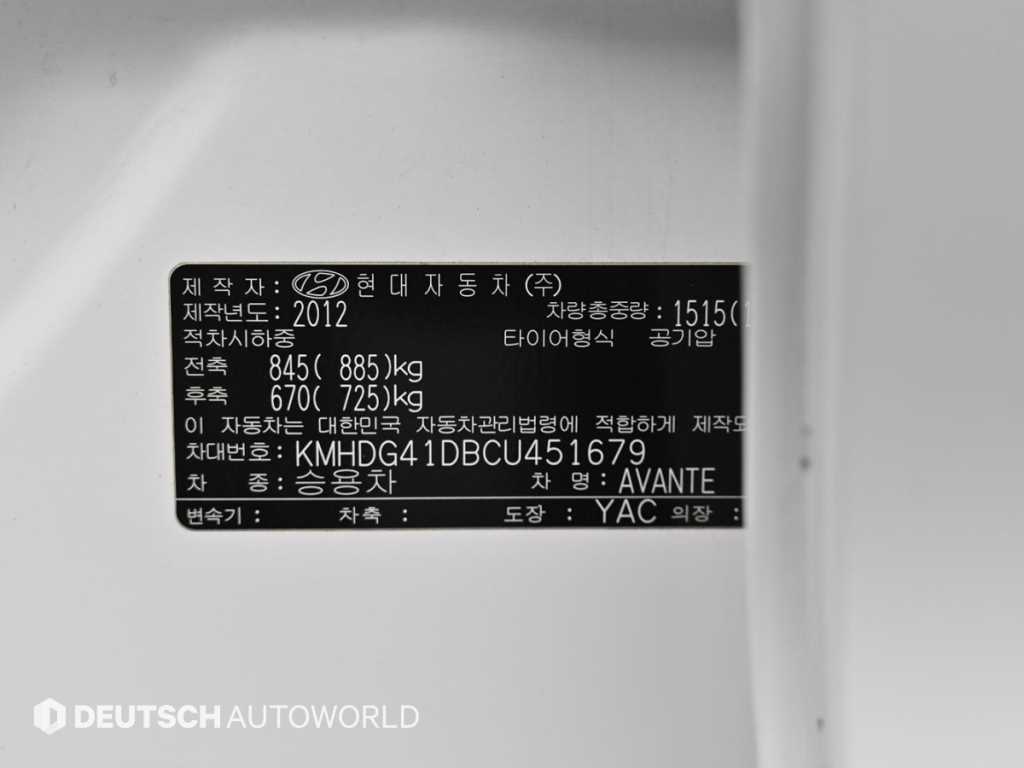 제 작 자 : 현 대 자 동 차 (주)
제작년도 : 2012 차량총중량 : 1515(1
적차시하중 타이어형식 공기압
전축 845( 885)kg
후축 670( 725)kg
이 자동차는 대한민국 자동차관리법령에 적합하게 제작되
차대번호 : KMHDG41DBCU451679
차 종 : 승용차 차 명 : AVANTE
변속기 : 차축 : 도장 : YAC 의장 :
DEUTSCH AUTOWORLD